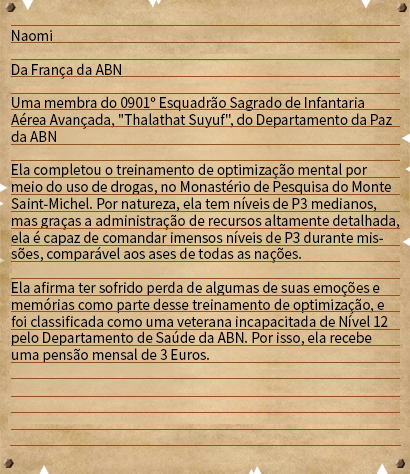 Naomi
Da França da ABN
Uma membra do 0901º Esquadrão Sagrado de Infantaria
Aérea Avançada, "Thalathat Suyuf", do Departamento da Paz
da ABN
Ela completou o treinamento de optimização mental por
meio do uso de drogas, no Monastério de Pesquisa do Monte
Saint-Michel. Por natureza, ela tem níveis de P3 medianos,
mas graças a administração de recursos altamente detalhada,
ela é capaz de comandar imensos níveis de P3 durante mis-
sões, comparável aos ases de todas as nações.
Ela afirma ter sofrido perda de algumas de suas emoções e
memórias como parte desse treinamento de optimização, e
foi classificada como uma veterana incapacitada de Nível 12
pelo Departamento de Saúde da ABN. Por isso, ela recebe
uma pensão mensal de 3 Euros.